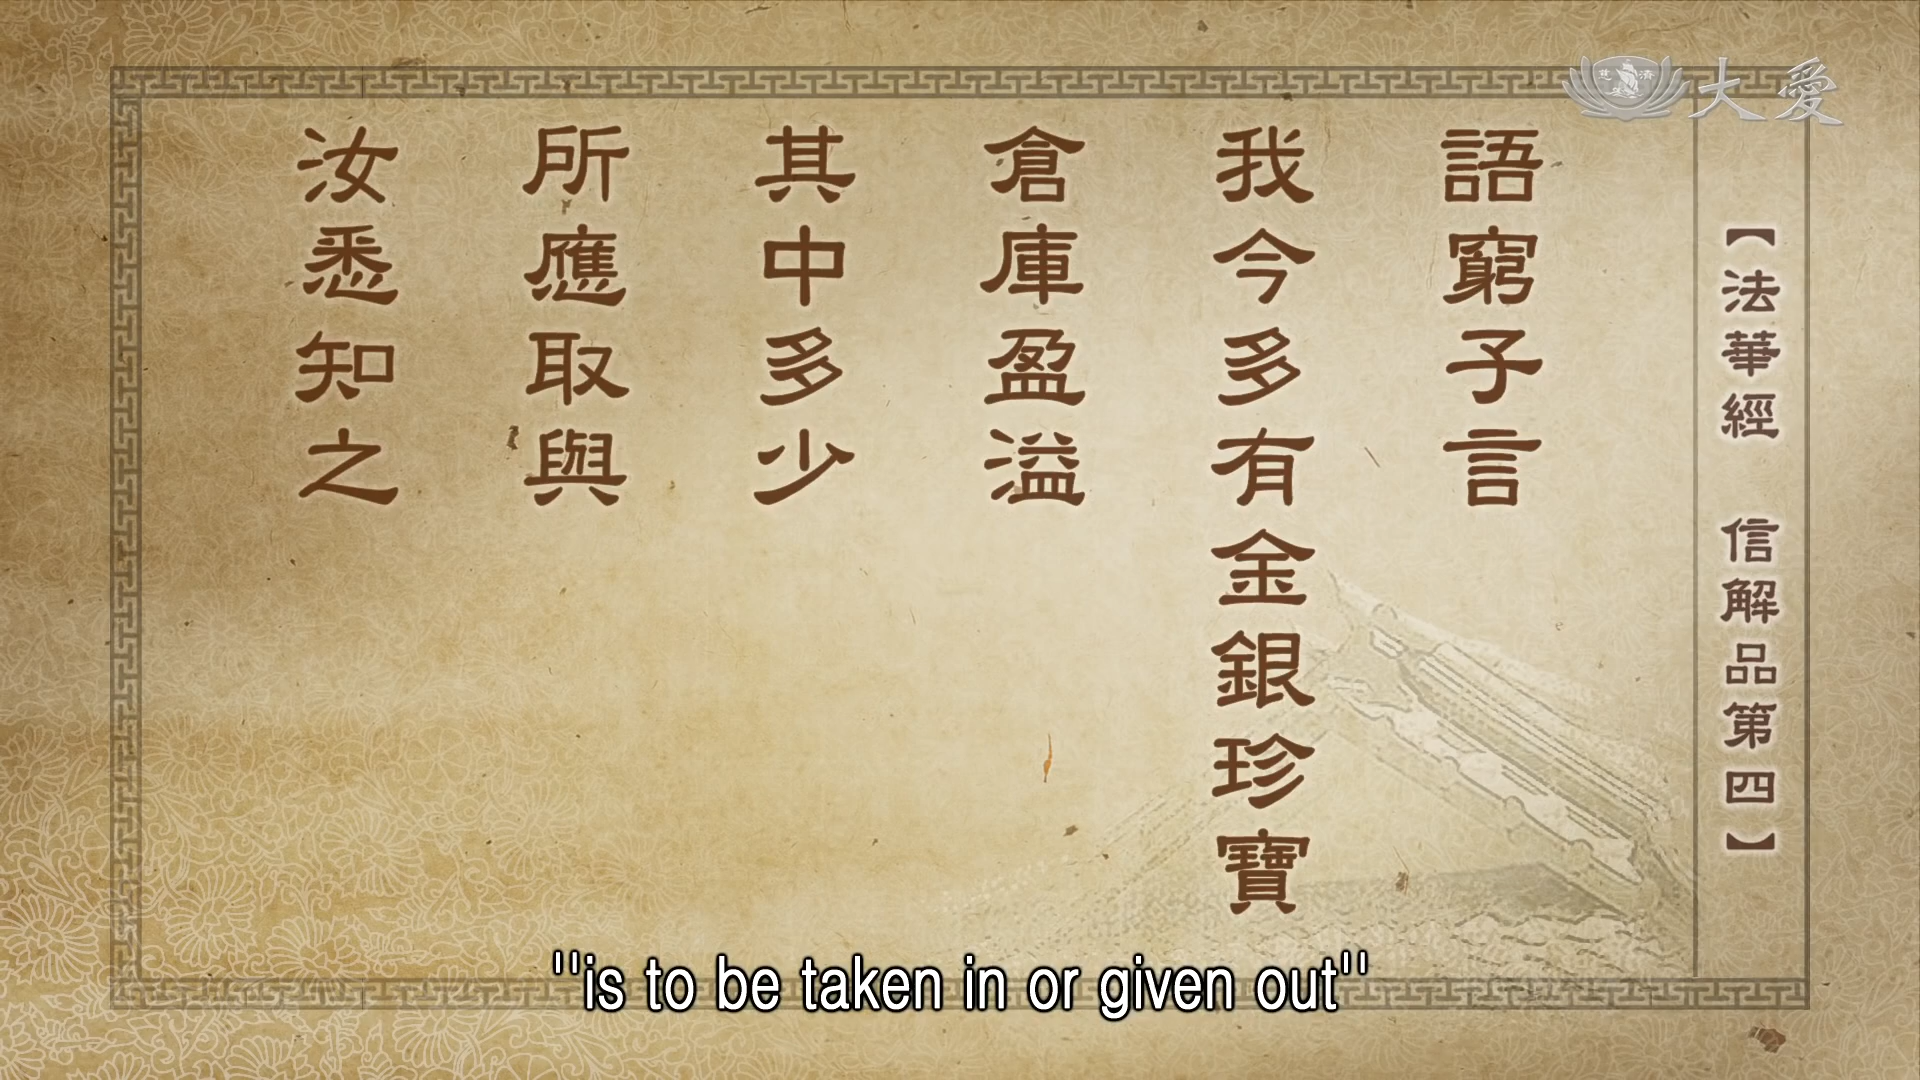 大愛
慈濟
【法華經 信解品第四】
語窮子言
我今多有金銀珍寶
倉庫盈溢
其中多少
所應取與
汝悉知之
"is to be taken in or given out"